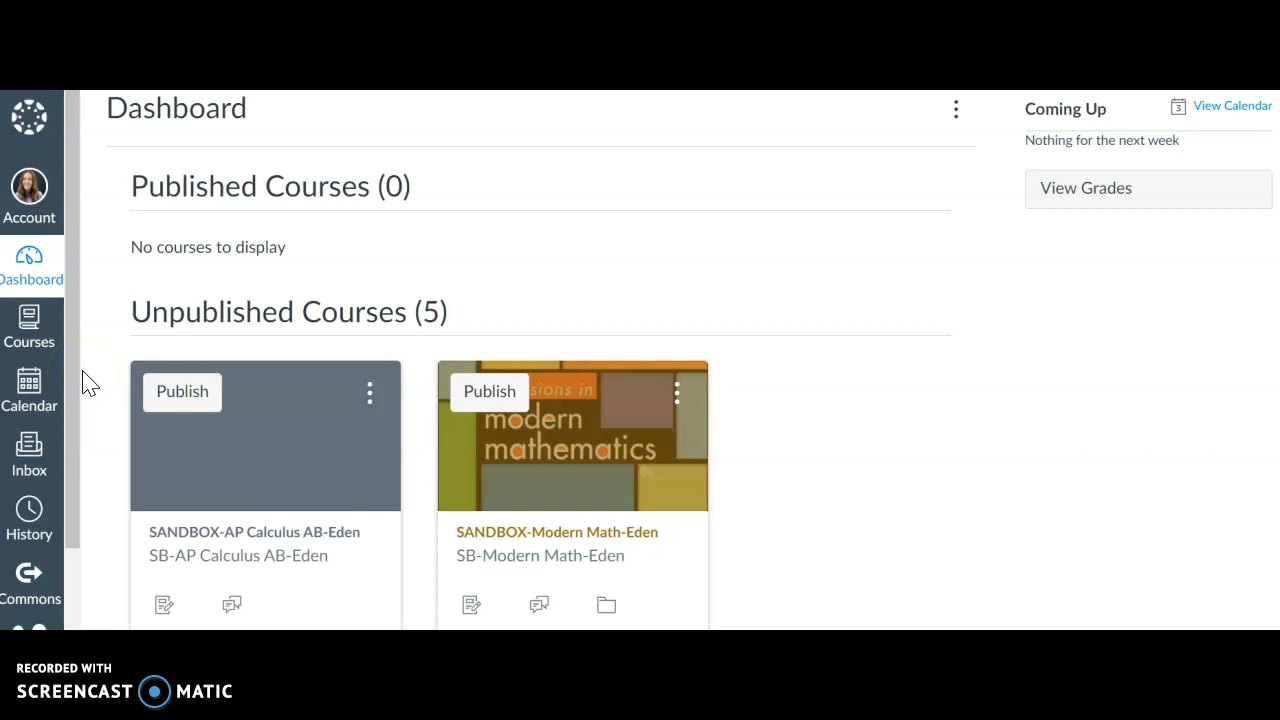 Dashboard
Coming Up
3
View Calendar
Nothing for the next week
View Grades
Published Courses (0)
No courses to display
Unpublished Courses (5)
Account
Dashboard
Courses
Calendar
Inbox
History
Commons
Publish
SANDBOX-AP Calculus AB-Eden
SB-AP Calculus AB-Eden
Publish
sions in
modern
mathematics
SANDBOX-Modern Math-Eden
SB-Modern Math-Eden
RECORDED WITH
SCREENCAST MATIC